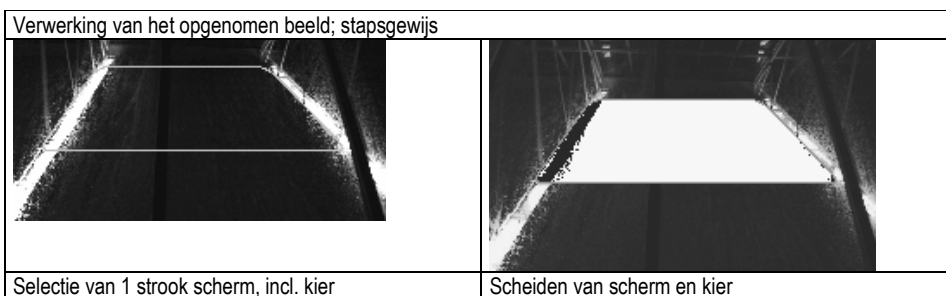 Verwerking van het opgenomen beeld; stapsgewijs
Selectie van 1 strook scherm, incl. kier
Scheiden van scherm en kier